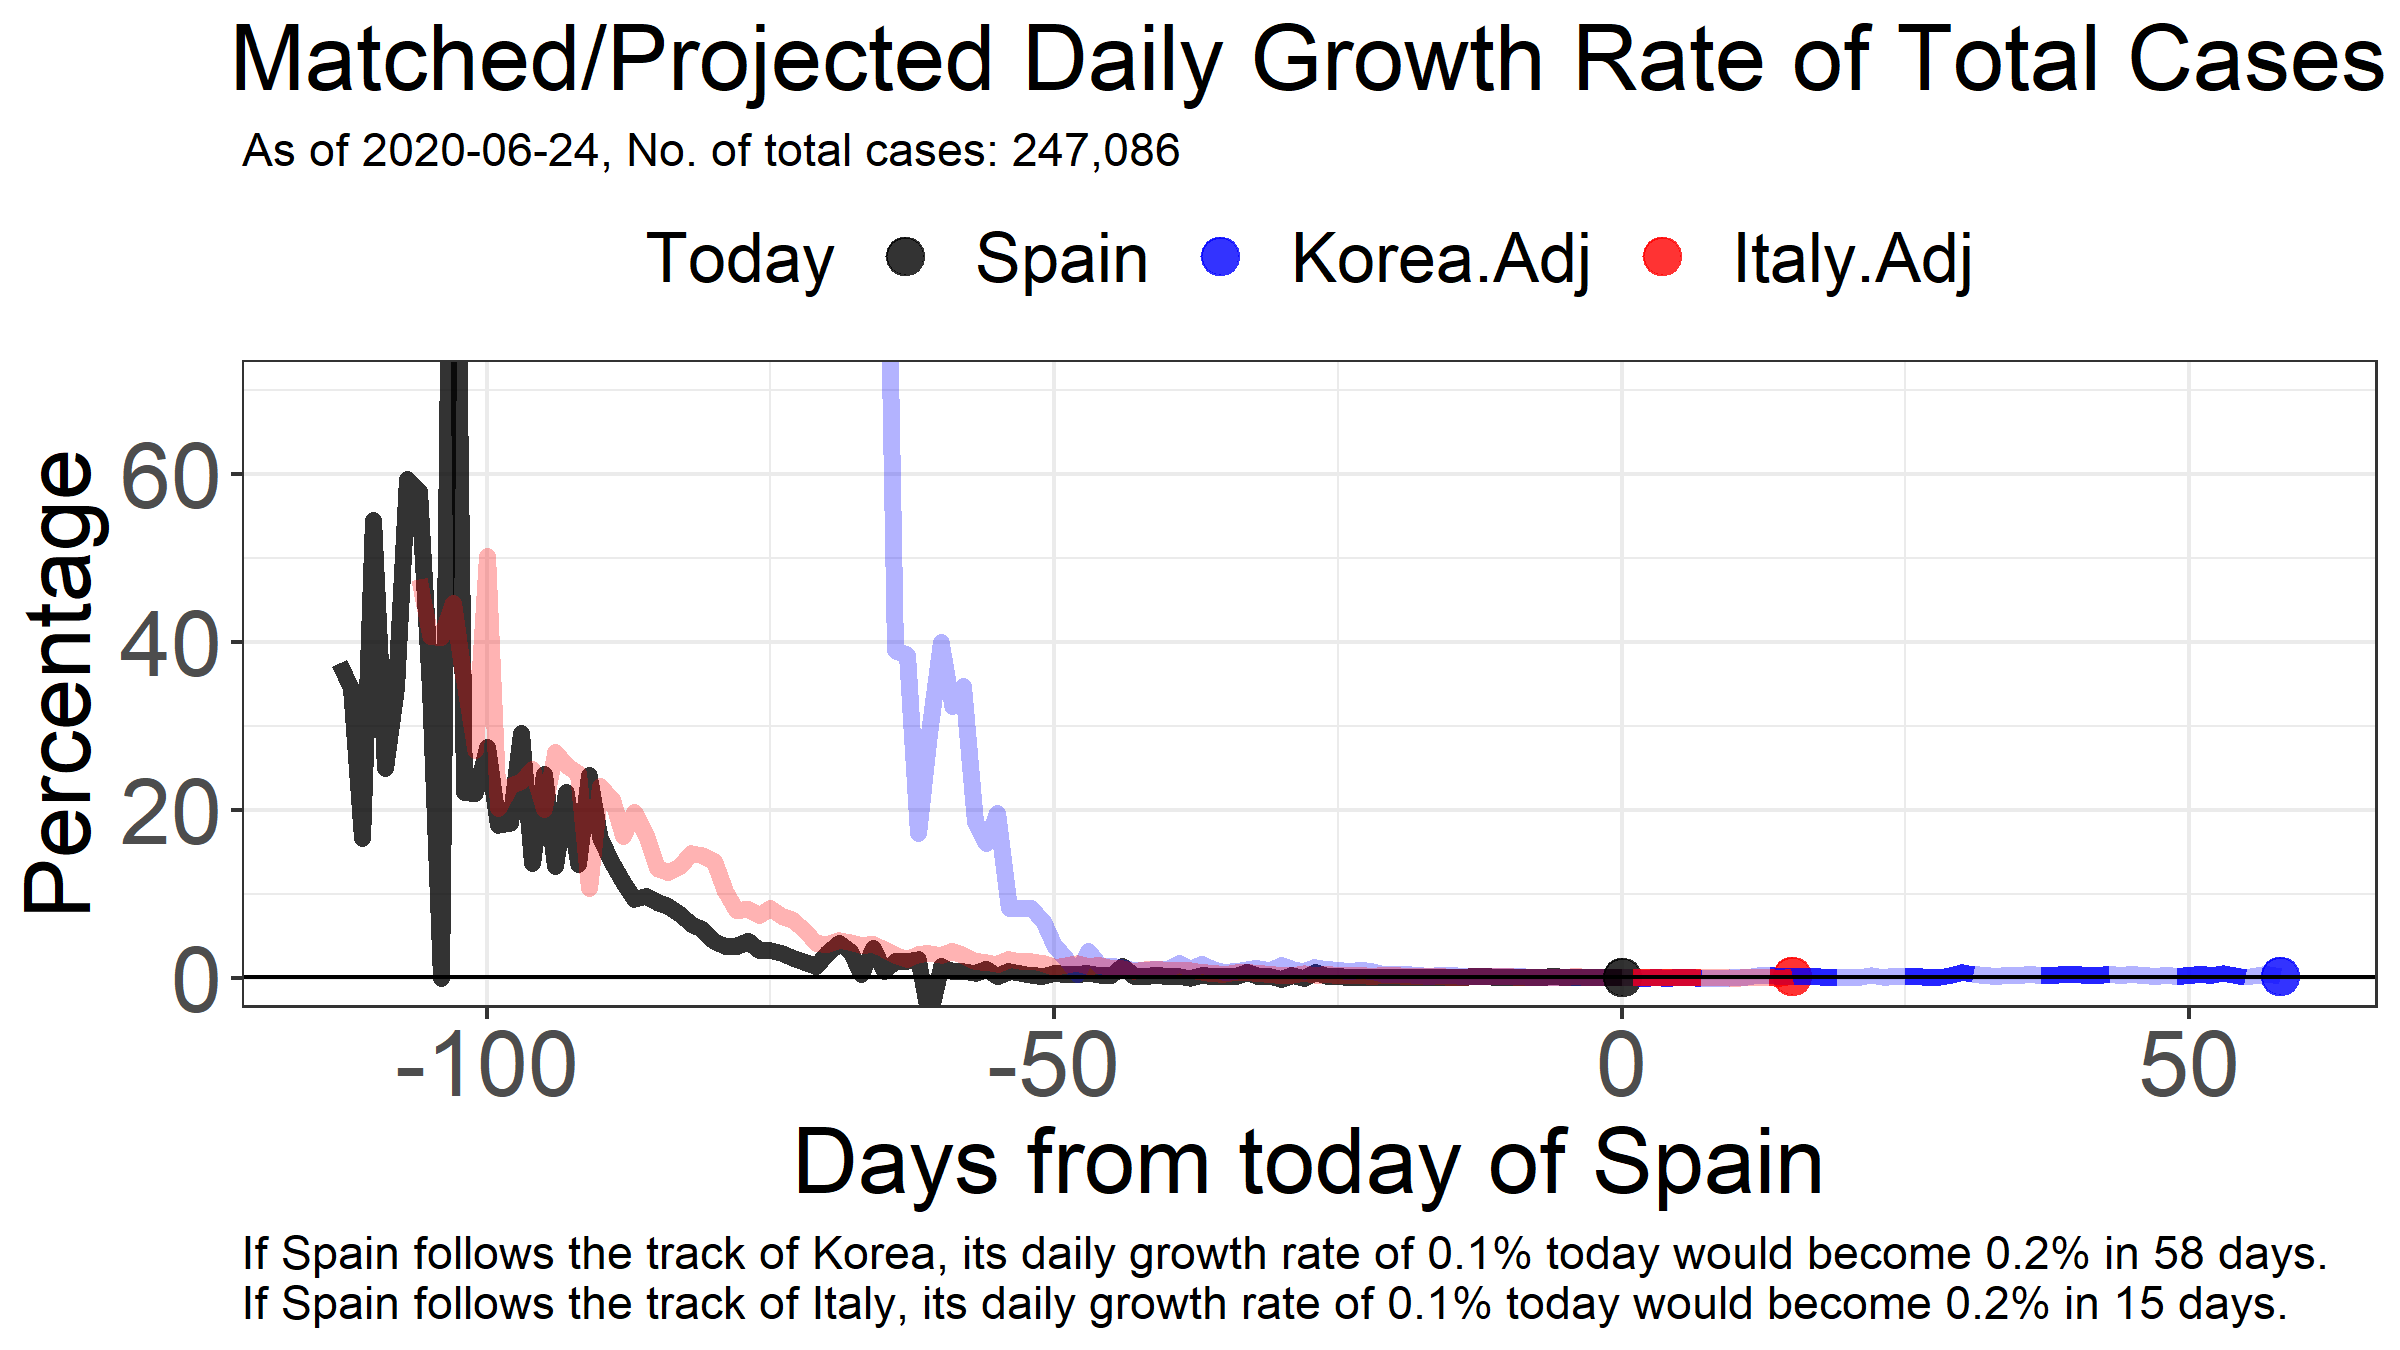 Matched/Projected Daily Growth Rate of Total Cases
As of 2020-06-24, No. of total cases: 247,086
Today Spain Korea.Adj Italy.Adj
Percentage
60
40
20
0
-100 -50 0 50
Days from today of Spain
If Spain follows the track of Korea, its daily growth rate of 0.1% today would become 0.2% in 58 days.
If Spain follows the track of Italy, its daily growth rate of 0.1% today would become 0.2% in 15 days.